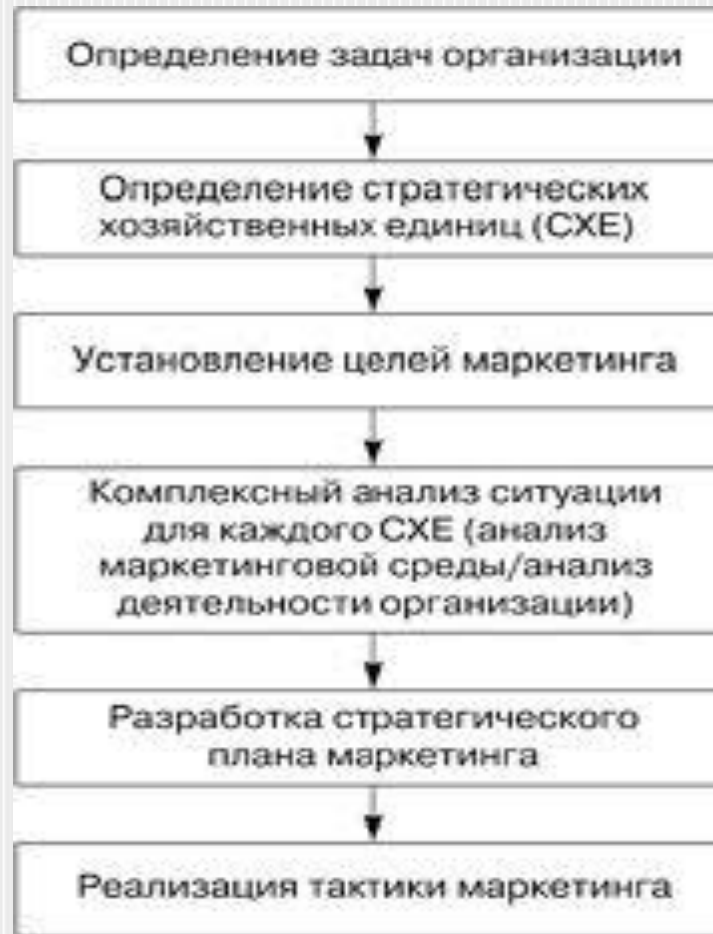 Определение задач организации
Определение стратегических
хозяйственных единиц (СХЕ)
Установление целей маркетинга
Комплексный анализ ситуации
для каждого СХЕ (анализ
маркетинговой среды/анализ
деятельности организации)
Разработка стратегического
плана маркетинга
Реализация тактики маркетинга